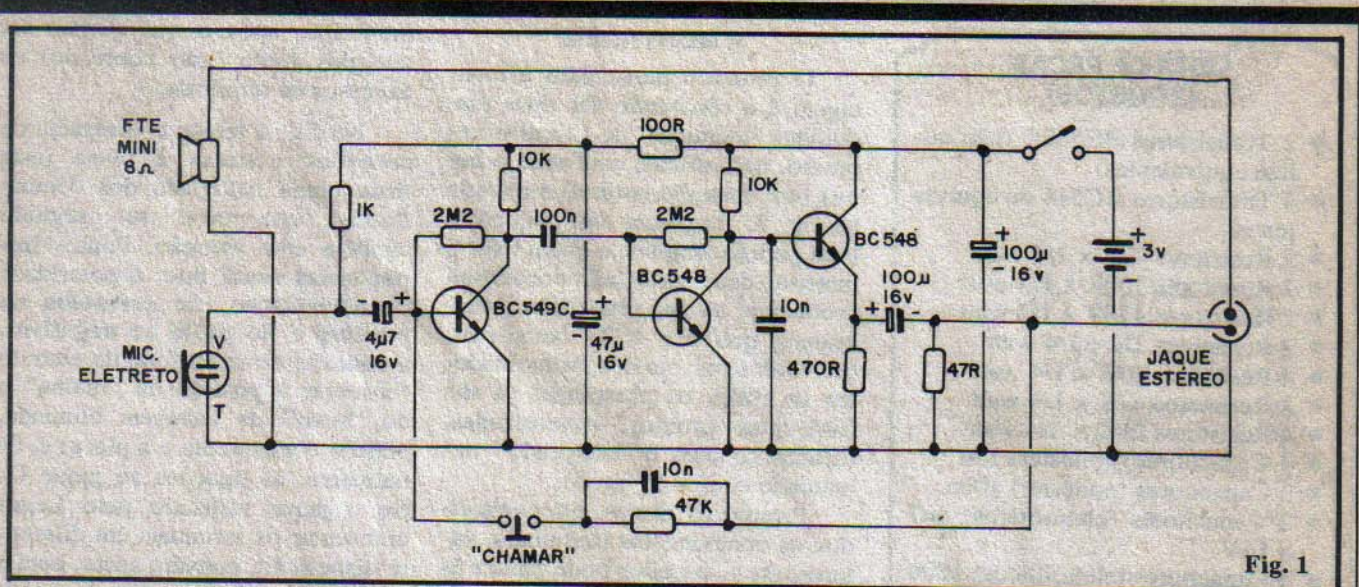 FTE
MINI
8Ω
1K
2M2
10K
100n
100R
2M2
10K
BC548
BC549C
BC548
4μ7
16v
47μ
16v
10n
100μ
16v
470R
47R
100μ
16v
3v
MIC.
ELETRETO
V
T
JAQUE
ESTÉREO
10n
47K
"CHAMAR"
Fig. 1